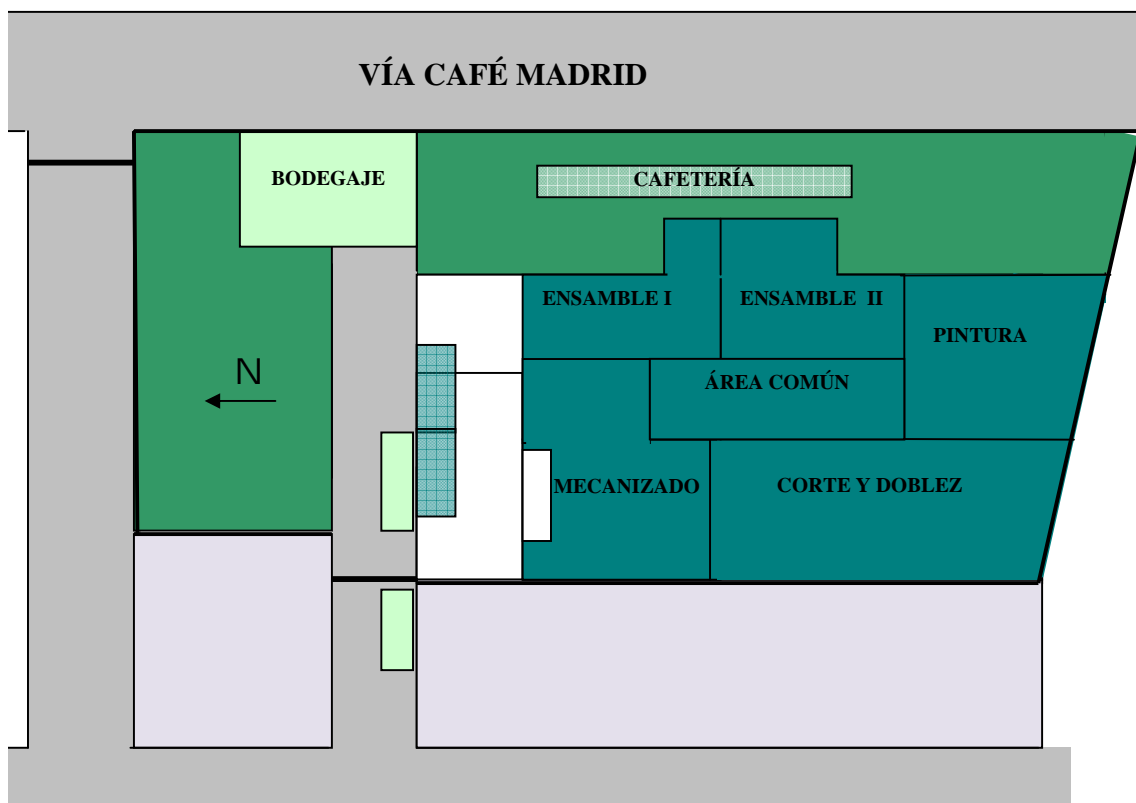 VÍA CAFÉ MADRID
BODEGAJE
CAFETERÍA
ENSAMBLE I
ENSAMBLE II
PINTURA
N
ÁREA COMÚN
MECANIZADO
CORTE Y DOBLEZ